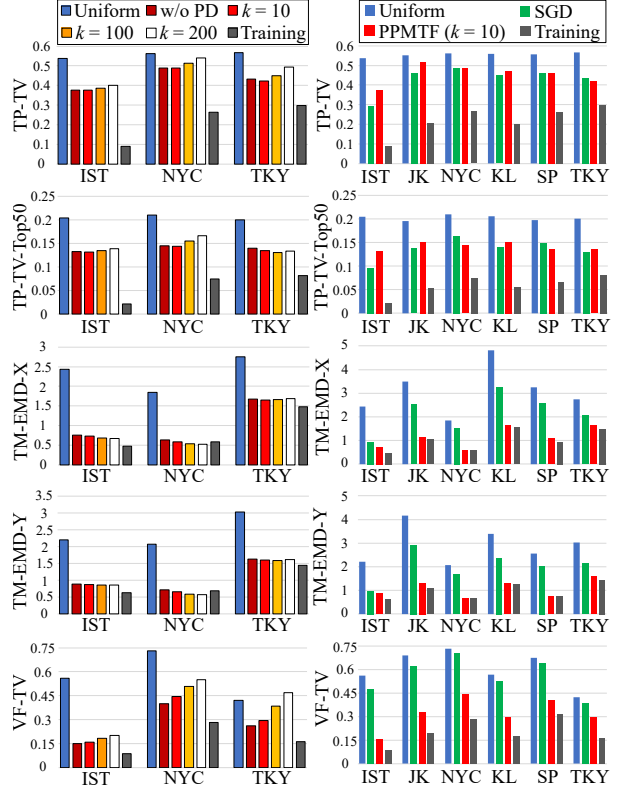 Uniform w/o PD k = 10
k = 100 k = 200 Training
TP-TV
0.6
0.5
0.4
0.3
0.2
0.1
0
IST NYC TKY
TP-TV-Top50
0.25
0.2
0.15
0.1
0.05
0
IST NYC TKY
TM-EMD-X
3
2.5
2
1.5
1
0.5
0
IST NYC TKY
TM-EMD-Y
3.5
3
2.5
2
1.5
1
0.5
0
IST NYC TKY
VF-TV
0.75
0.6
0.45
0.3
0.15
0
IST NYC TKY
Uniform SGD
PPMTF (k = 10) Training
TP-TV
0.6
0.5
0.4
0.3
0.2
0.1
0
IST JK NYC KL SP TKY
TP-TV-Top50
0.25
0.2
0.15
0.1
0.05
0
IST JK NYC KL SP TKY
TM-EMD-X
5
4
3
2
1
0
IST JK NYC KL SP TKY
TM-EMD-Y
5
4
3
2
1
0
IST JK NYC KL SP TKY
VF-TV
0.75
0.6
0.45
0.3
0.15
0
IST JK NYC KL SP TKY